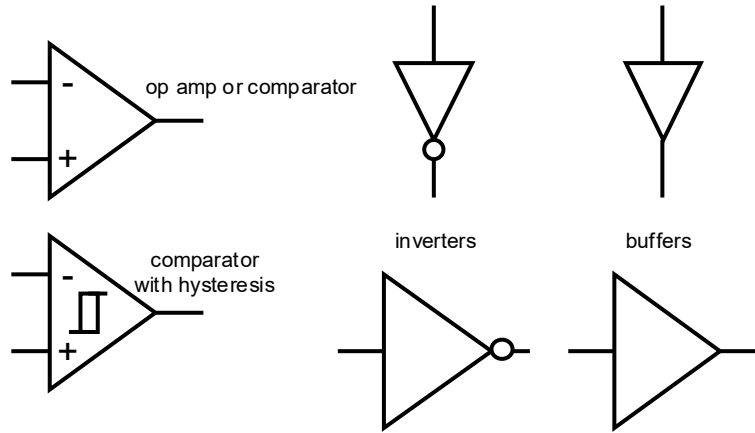 -
op amp or comparator
+
inverters
buffers
comparator
with hysteresis
-
+